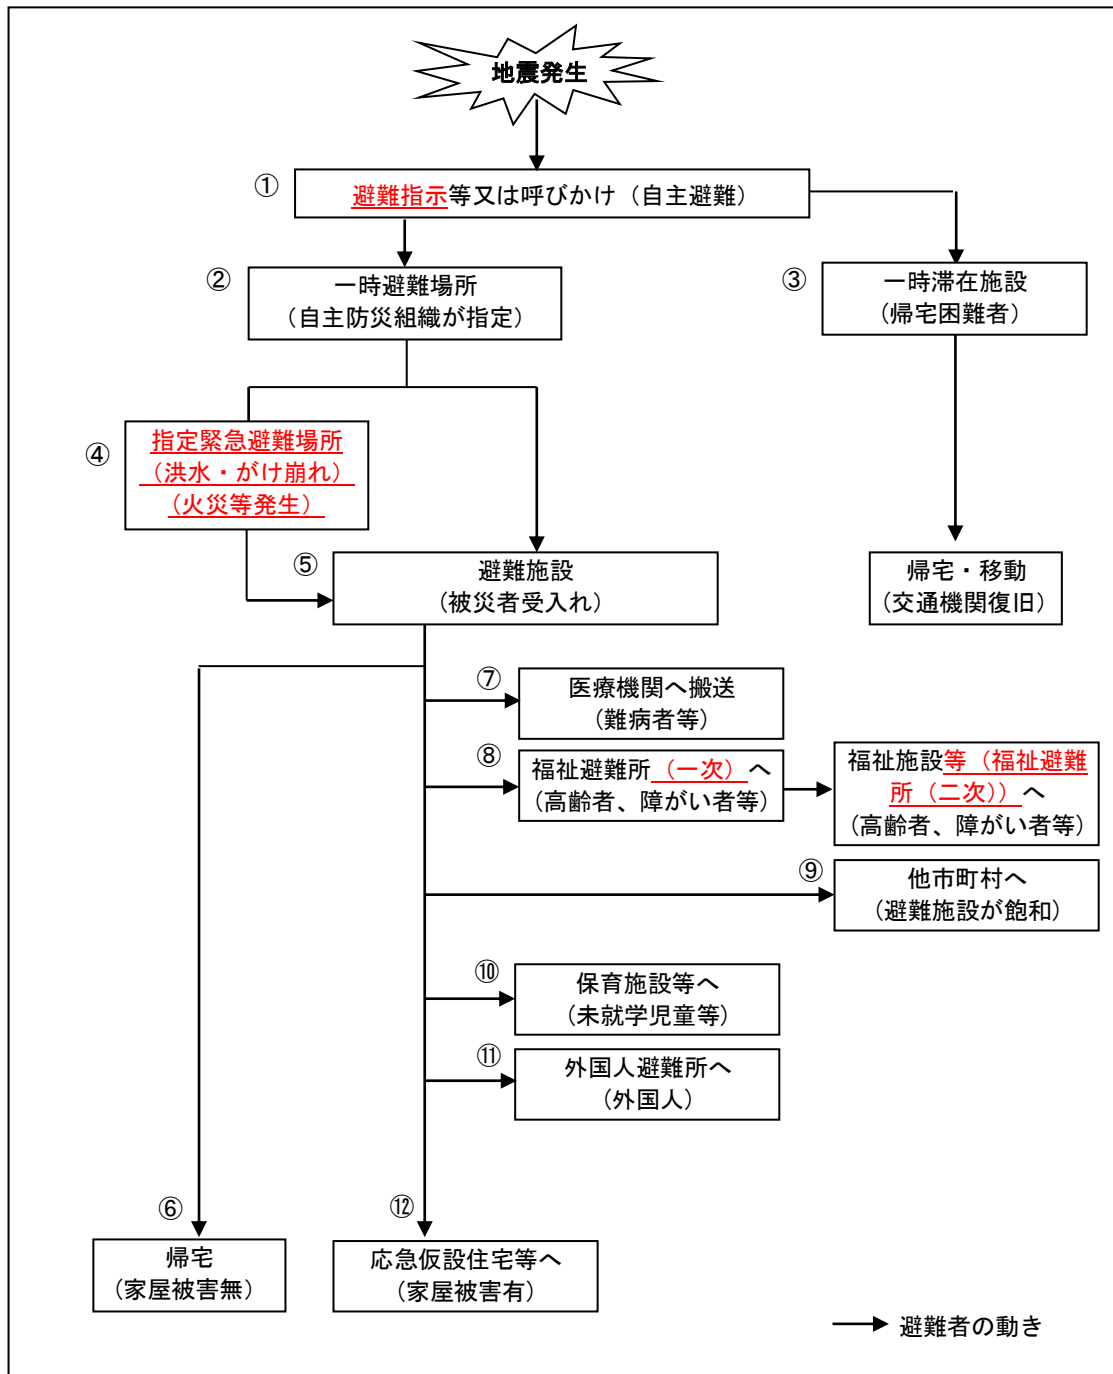 地震発生
①
避難指示等又は呼びかけ（自主避難）
②
一時避難場所
（自主防災組織が指定）
③
一時滞在施設
（帰宅困難者）
④
指定緊急避難場所
（洪水・がけ崩れ）
（火災等発生）
⑤
避難施設
（被災者受入れ）
帰宅・移動
（交通機関復旧）
⑦
医療機関へ搬送
（難病者等）
⑧
福祉避難所（一次）へ
（高齢者、障がい者等）
福祉施設等（福祉避難
所（二次））へ
（高齢者、障がい者等）
⑨
他市町村へ
（避難施設が飽和）
⑩
保育施設等へ
（未就学児童等）
⑪
外国人避難所へ
（外国人）
⑥
帰宅
（家屋被害無）
⑫
応急仮設住宅等へ
（家屋被害有）
避難者の動き